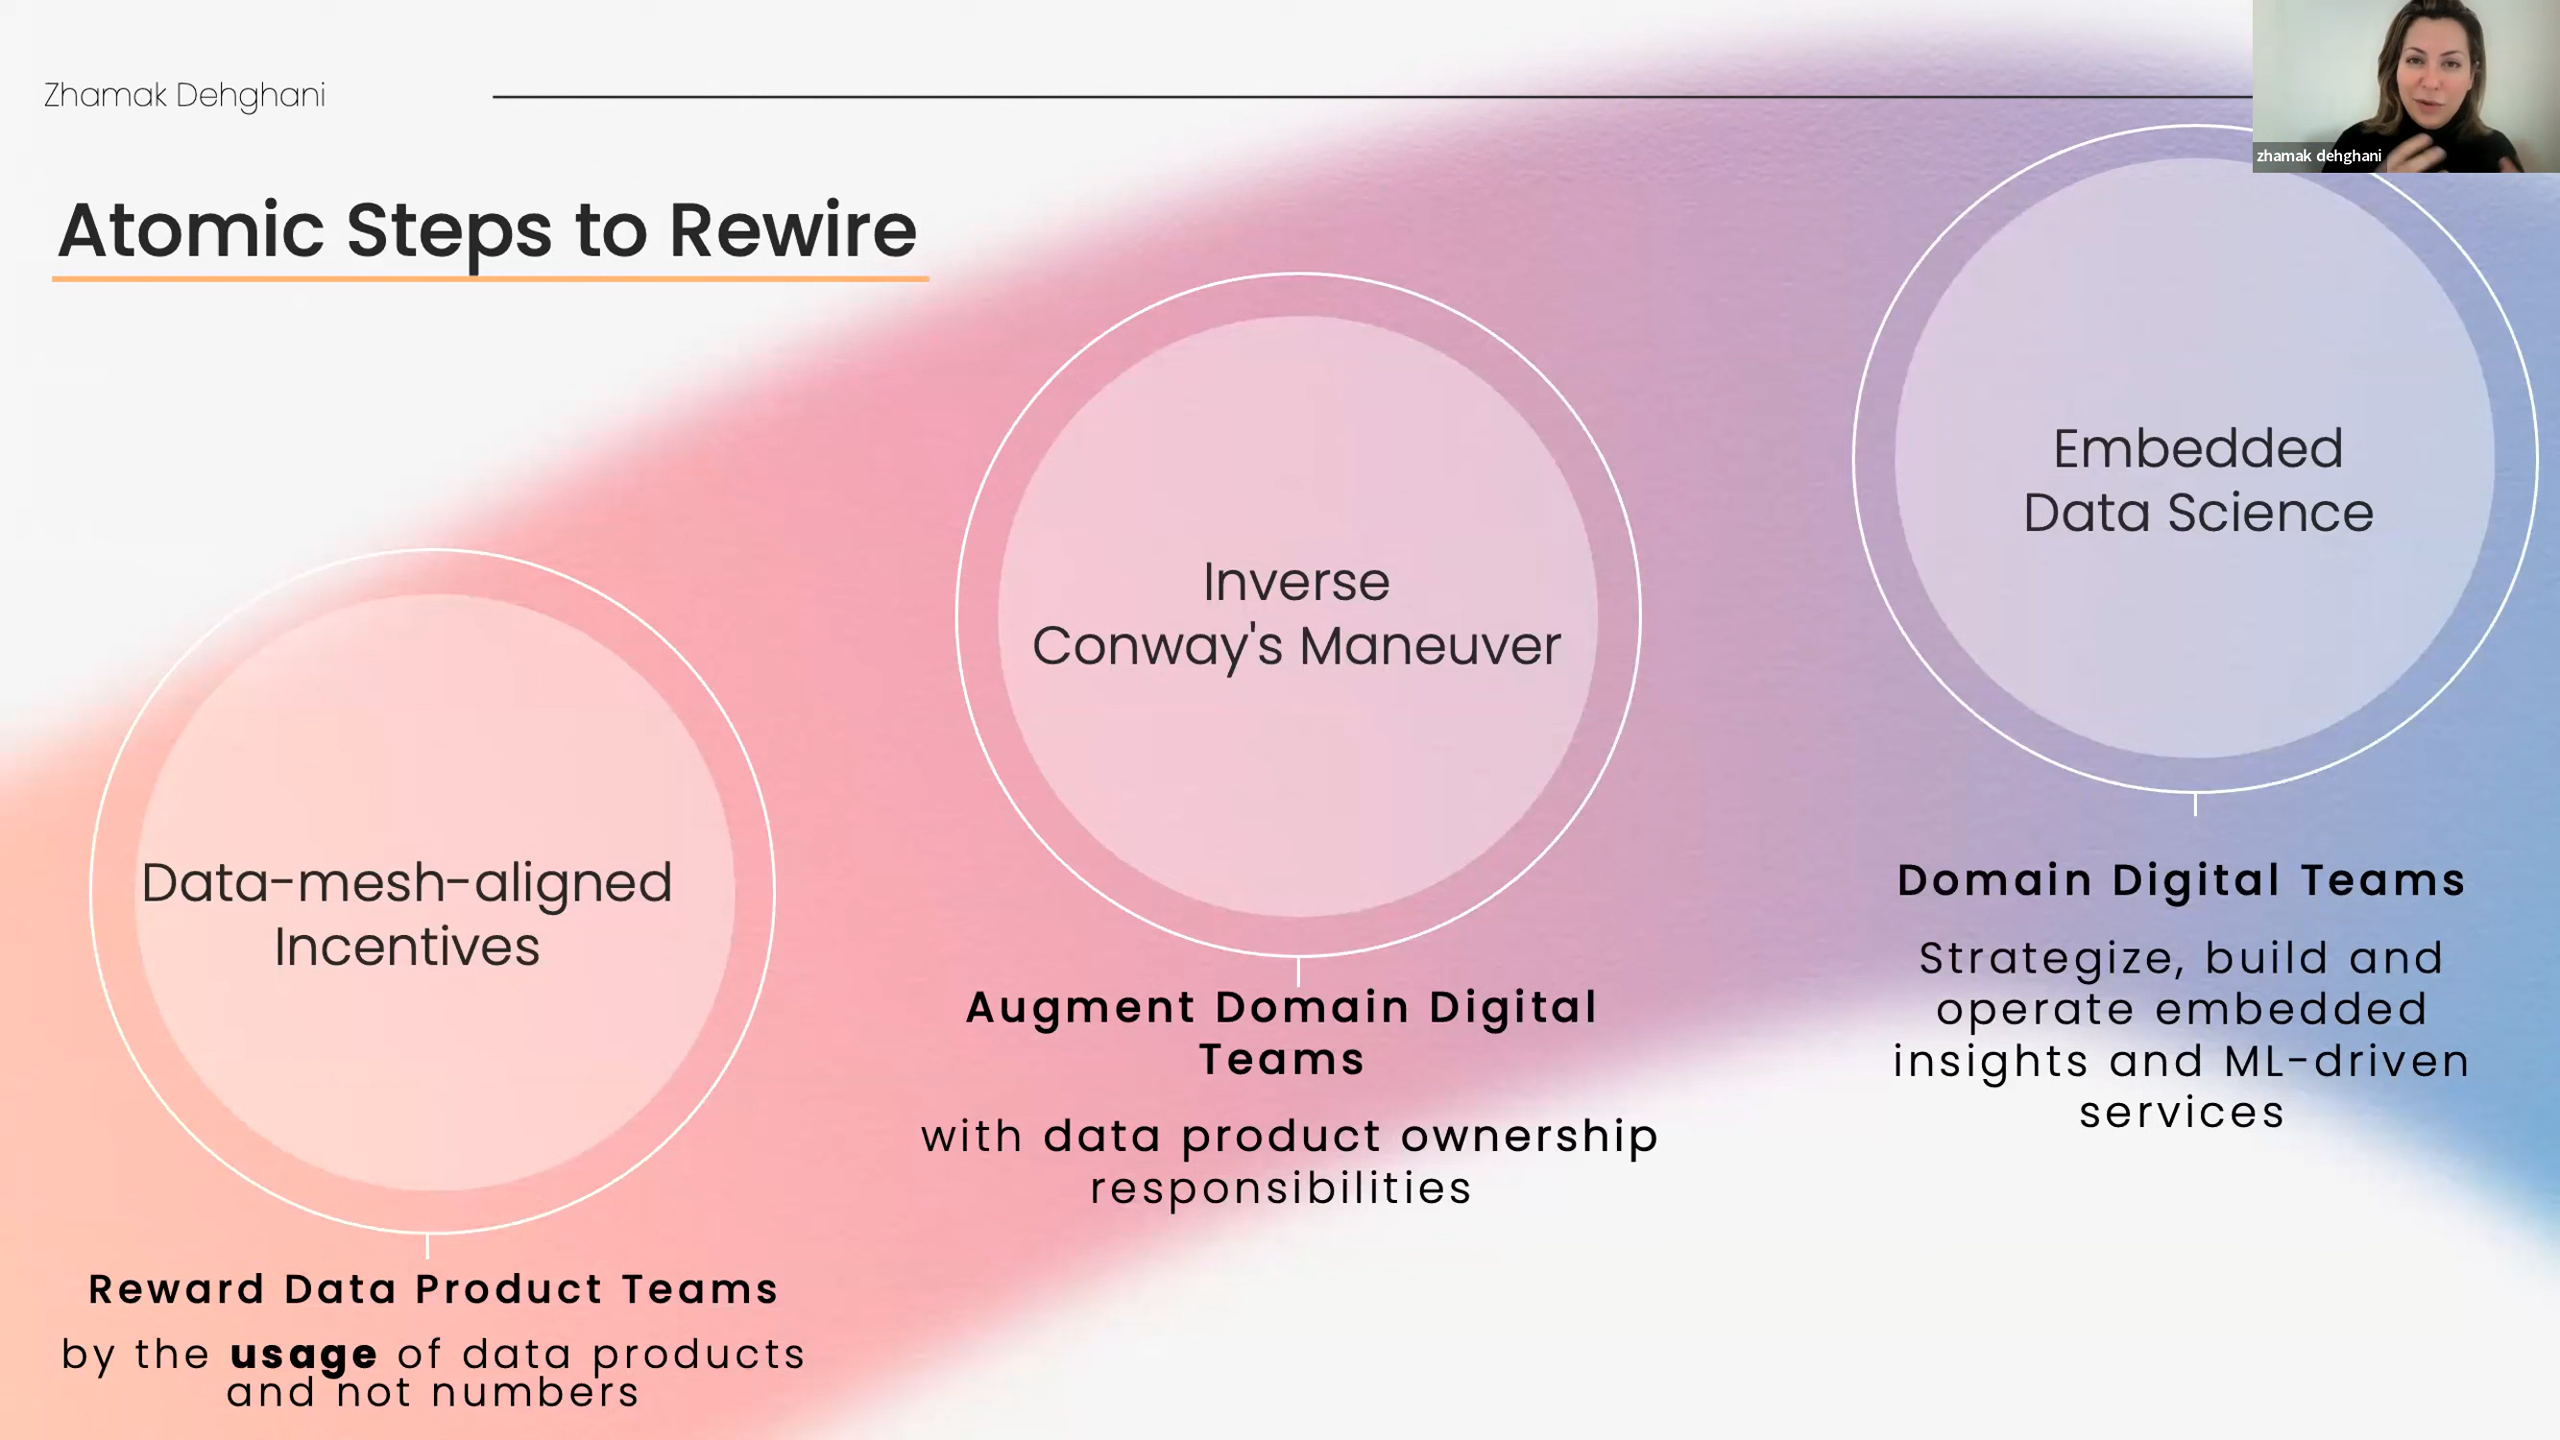 Zhamak Dehghani
zhamak dehghani
Atomic Steps to Rewire
Data-mesh-aligned
Incentives
Reward Data Product Teams
by the usage of data products
and not numbers
Inverse
Conway's Maneuver
Augment Domain Digital
Teams
with data product ownership
responsibilities
Embedded
Data Science
Domain Digital Teams
Strategize, build and
operate embedded
insights and ML-driven
services